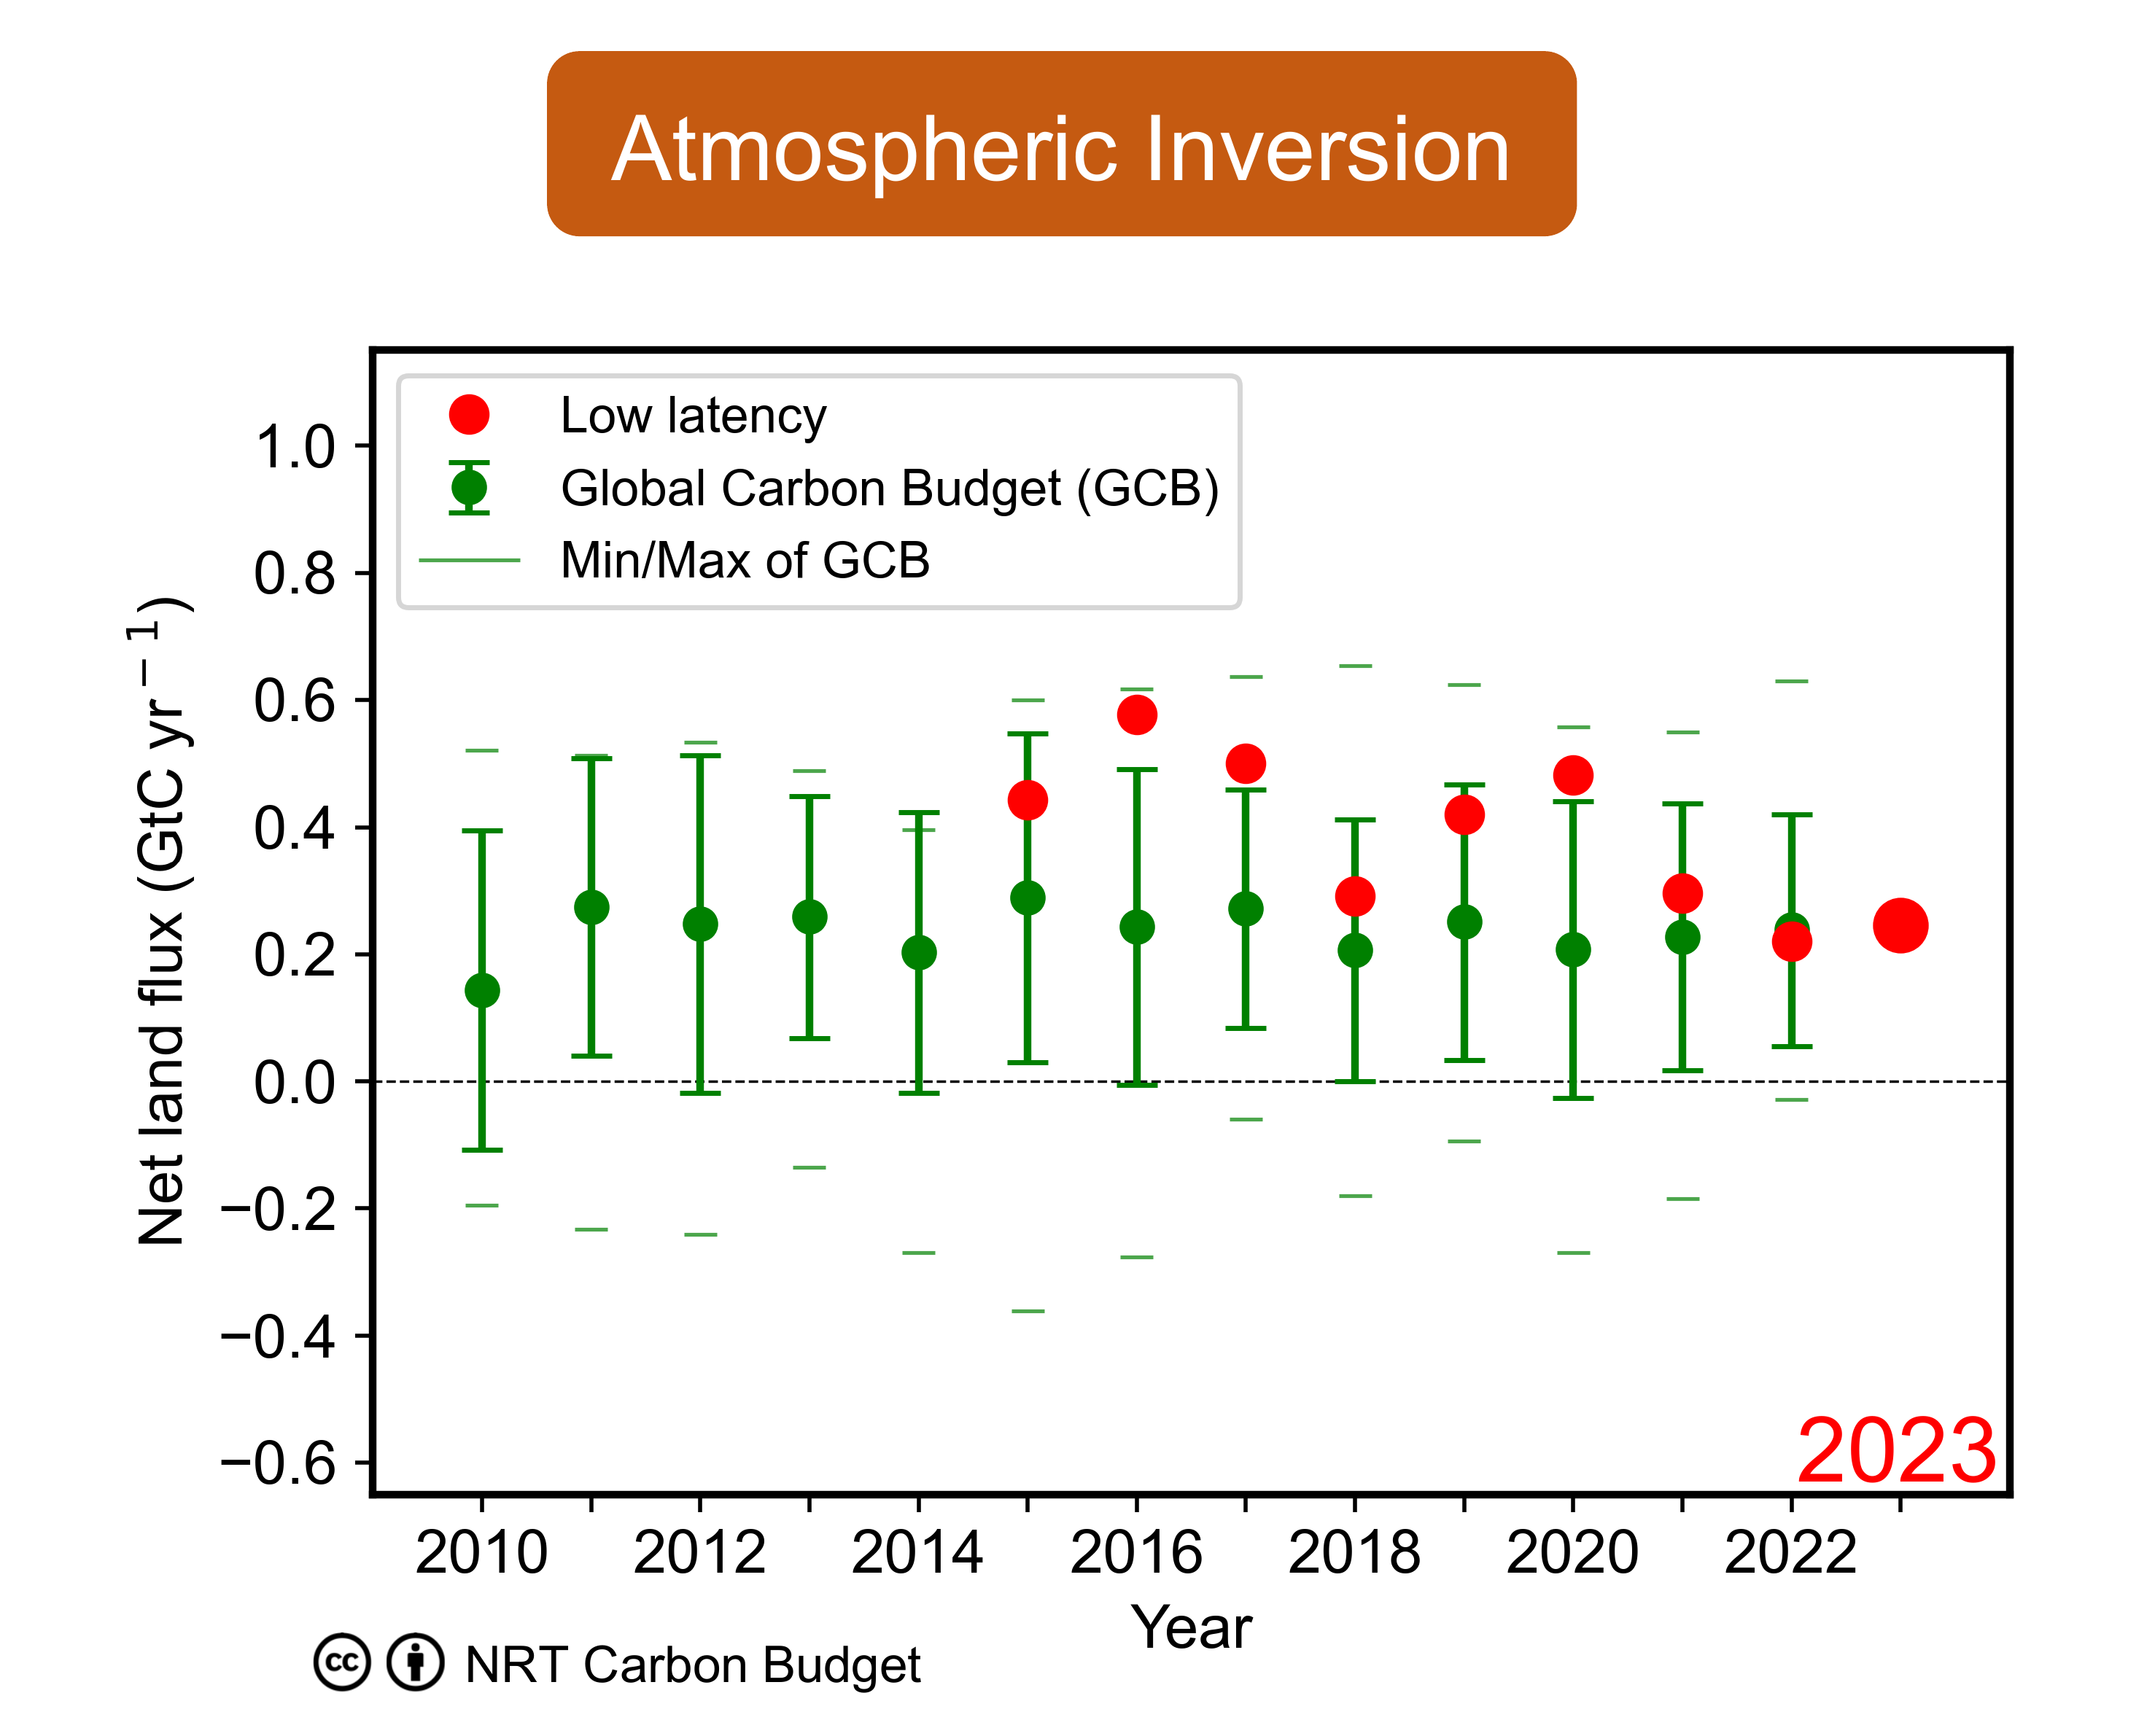 Atmospheric Inversion
Low latency
Global Carbon Budget (GCB)
Min/Max of GCB
1.0
0.8
0.6
0.4
0.2
0.0
−0.2
−0.4
−0.6
Net land flux (GtC yr⁻¹)
2023
2010 2012 2014 2016 2018 2020 2022
Year
cc NRT Carbon Budget